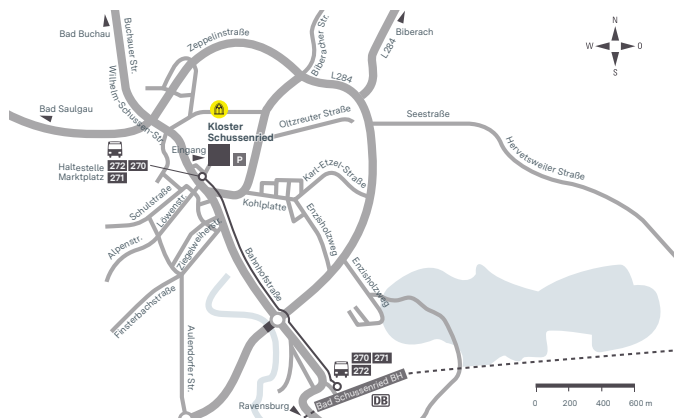 Bad Buchau
Buchauer Str.
Zeppelinstraße
Biberacher Str.
L284
Biberach
L284
N
W
O
S
Bad Saulgau
Wilhelm-Schussen-Str.
Kloster
Schussenried
Eingang
P
Oltzreuter Straße
Seestraße
Hervetsweiler Straße
Haltestelle
Marktplatz
272 270
271
Karl-Etzel-Straße
Kohlplatte
Enzisholzweg
Schulstraße
Löwenstr.
Alpenstr.
Ziegelweiherstr.
Bahnhofstraße
Enzisholzweg
Finsterbachstraße
Aulendorfer Str.
270 271
272
Bad Schussenried BH
DB
Ravensburg
0 200 400 600 m